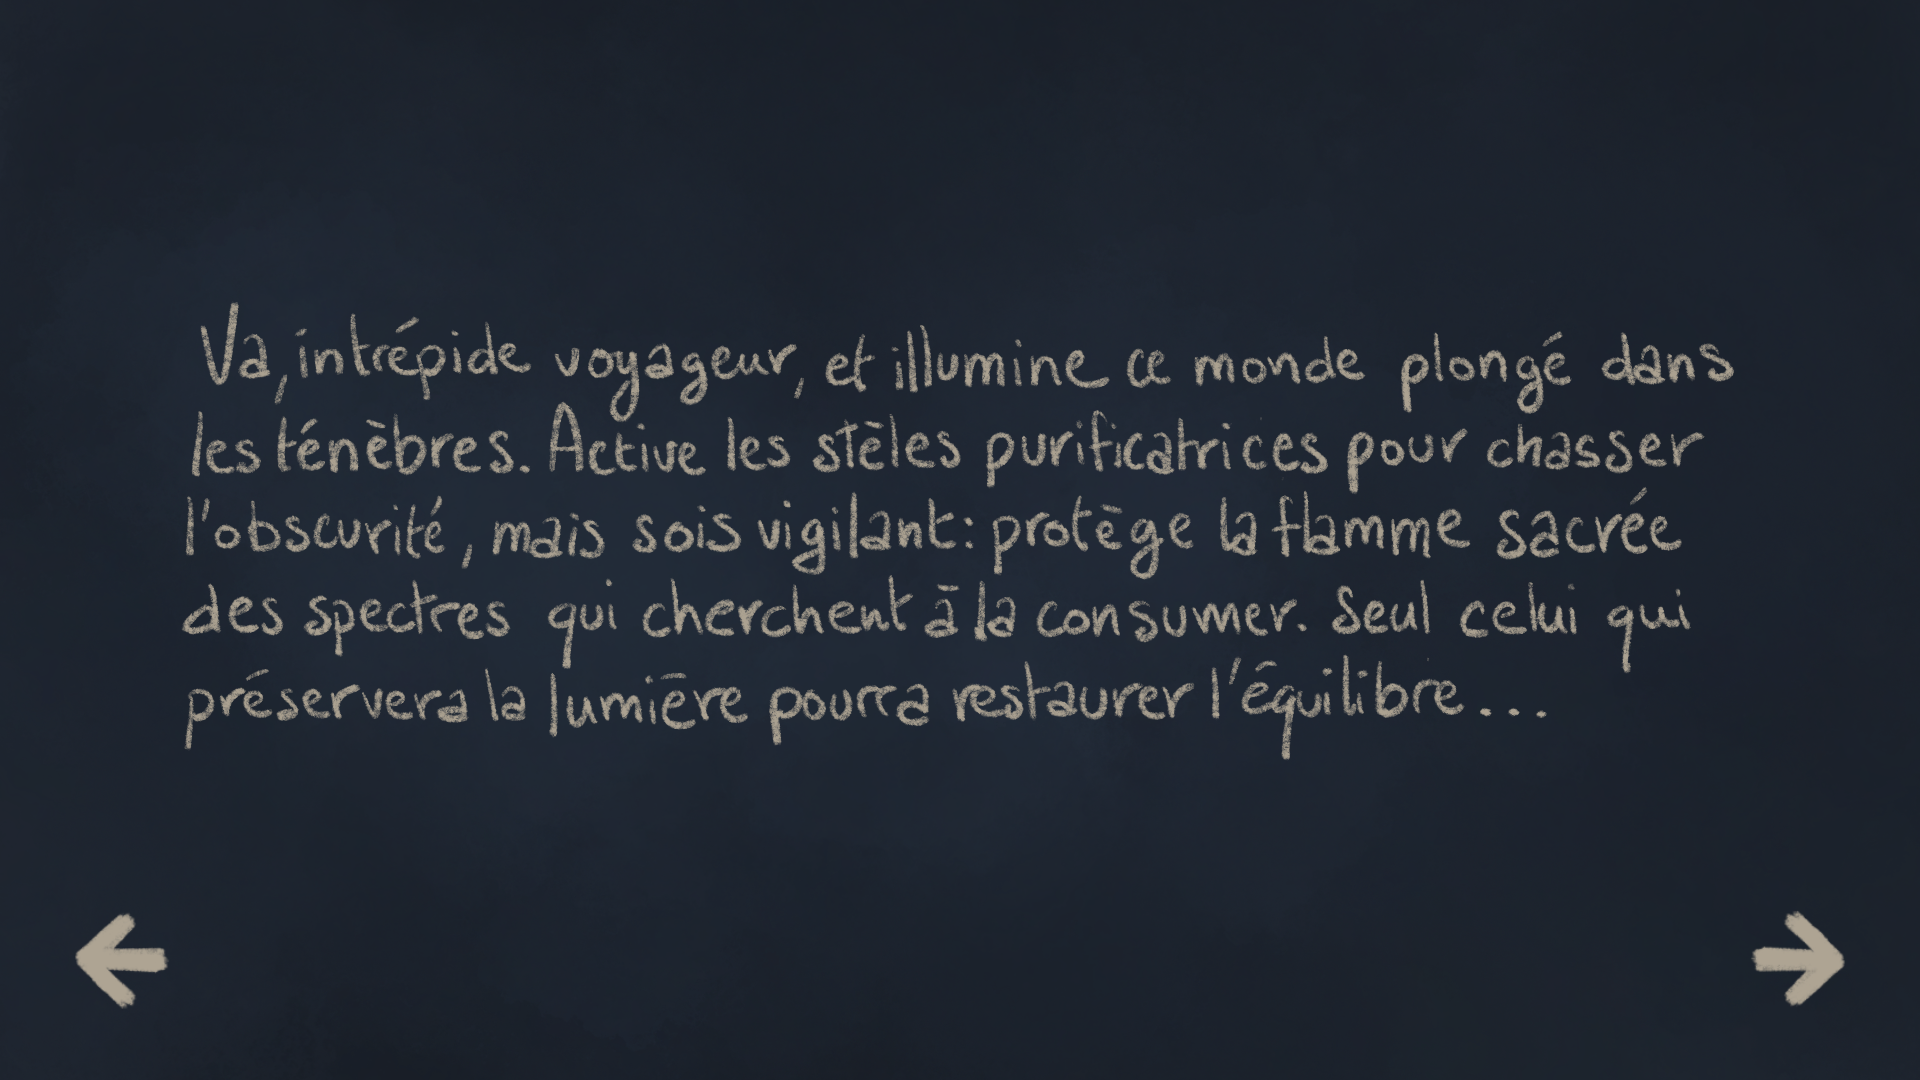 Va, intrépide voyageur, et illumine ce monde plongé dans
les ténèbres. Active les stèles purificatrices pour chasser
l'obscurité, mais sois vigilant: protège la flamme sacrée
des spectres qui cherchent à la consumer. Seul celui qui
préservera la lumière pourra restaurer l'équilibre...